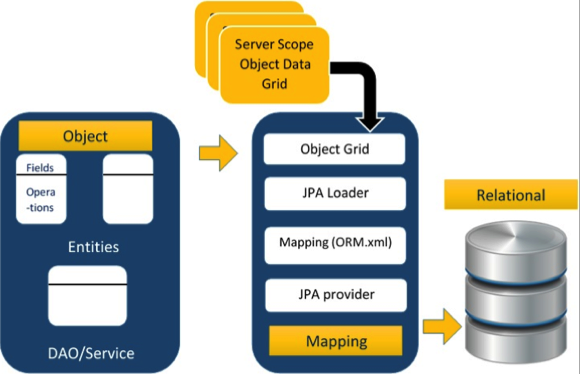 Server Scope
Object Data
Grid
Object
Fields
Opera
-tions
Entities
DAO/Service
Object Grid
JPA Loader
Mapping (ORM.xml)
JPA provider
Mapping
Relational